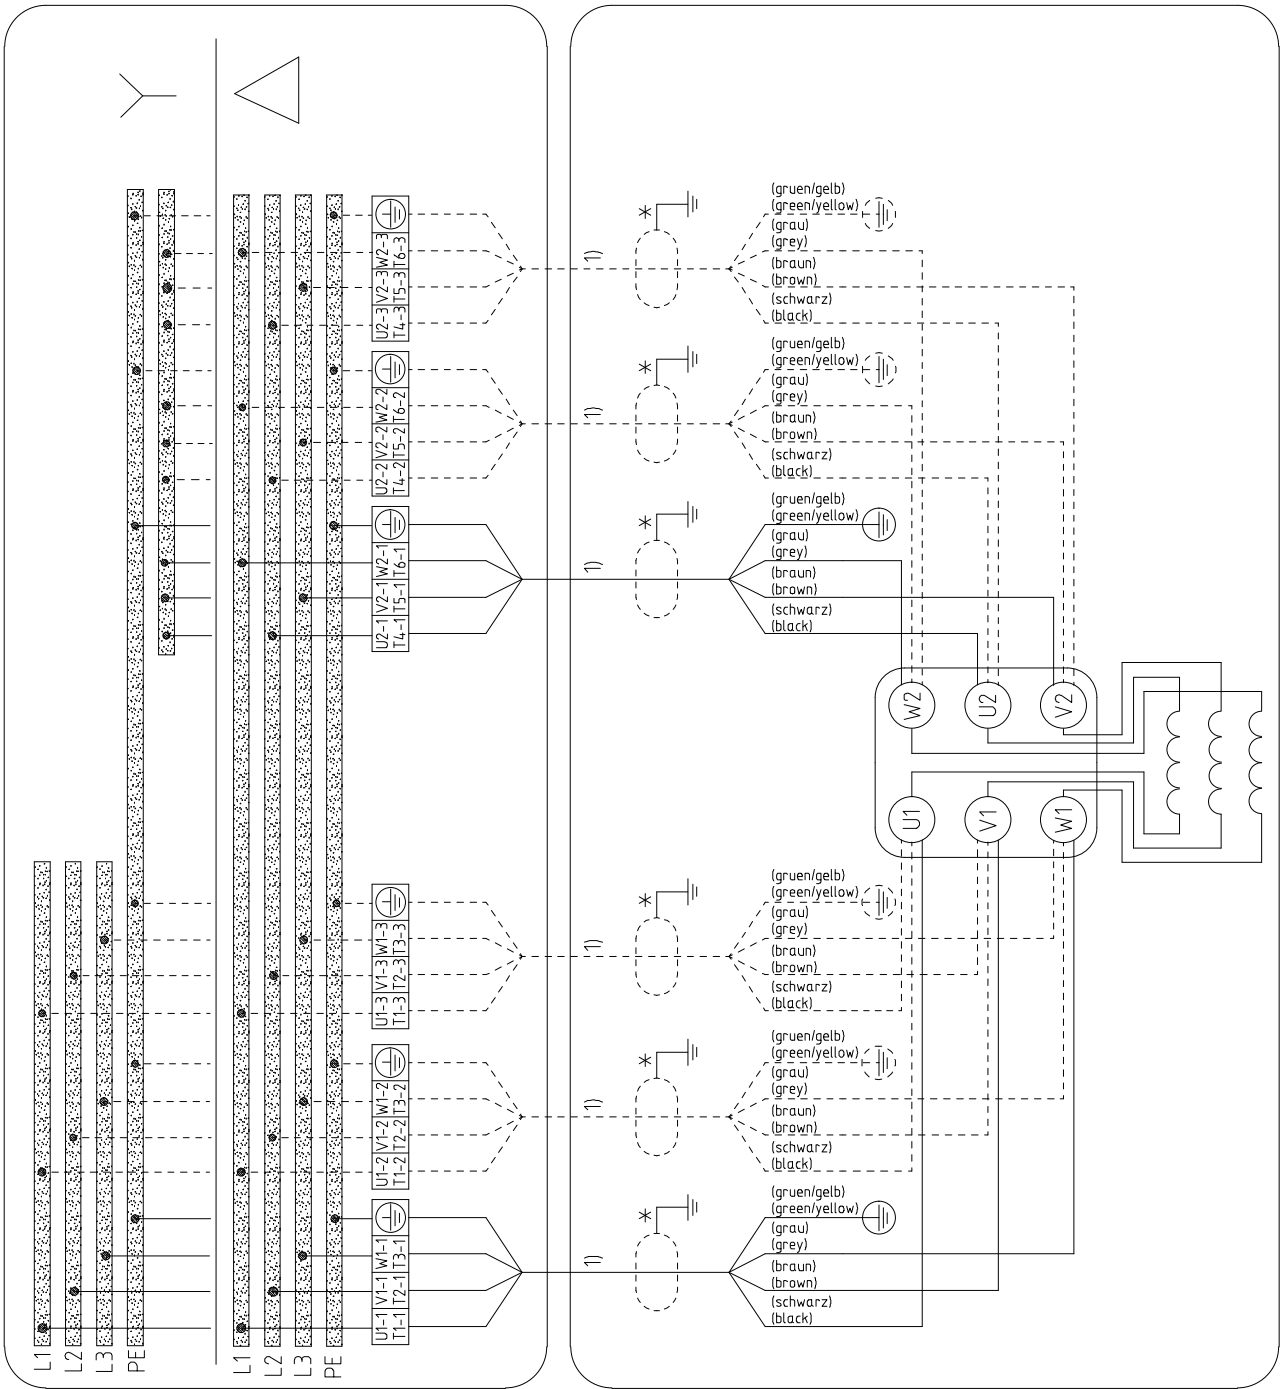 (gruen/gelb)
(green/yellow)
(grau)
(grey)
(braun)
(brown)
(schwarz)
(black)
*
1)
W2-3
T6-3
V2-3
T5-3
U2-3
T4-3
(gruen/gelb)
(green/yellow)
(grau)
(grey)
(braun)
(brown)
(schwarz)
(black)
*
1)
W2-2
T6-2
V2-2
T5-2
U2-2
T4-2
(gruen/gelb)
(green/yellow)
(grau)
(grey)
(braun)
(brown)
(schwarz)
(black)
*
1)
W2-1
T6-1
V2-1
T5-1
U2-1
T4-1
W2
U2
V2
U1
V1
W1
(gruen/gelb)
(green/yellow)
(grau)
(grey)
(braun)
(brown)
(schwarz)
(black)
*
1)
W1-3
T3-3
V1-3
T2-3
U1-3
T1-3
(gruen/gelb)
(green/yellow)
(grau)
(grey)
(braun)
(brown)
(schwarz)
(black)
*
1)
W1-2
T3-2
V1-2
T2-2
U1-2
T1-2
(gruen/gelb)
(green/yellow)
(grau)
(grey)
(braun)
(brown)
(schwarz)
(black)
*
1)
W1-1
T3-1
V1-1
T2-1
U1-1
T1-1
L1
L2
L3
PE
L1
L2
L3
PE